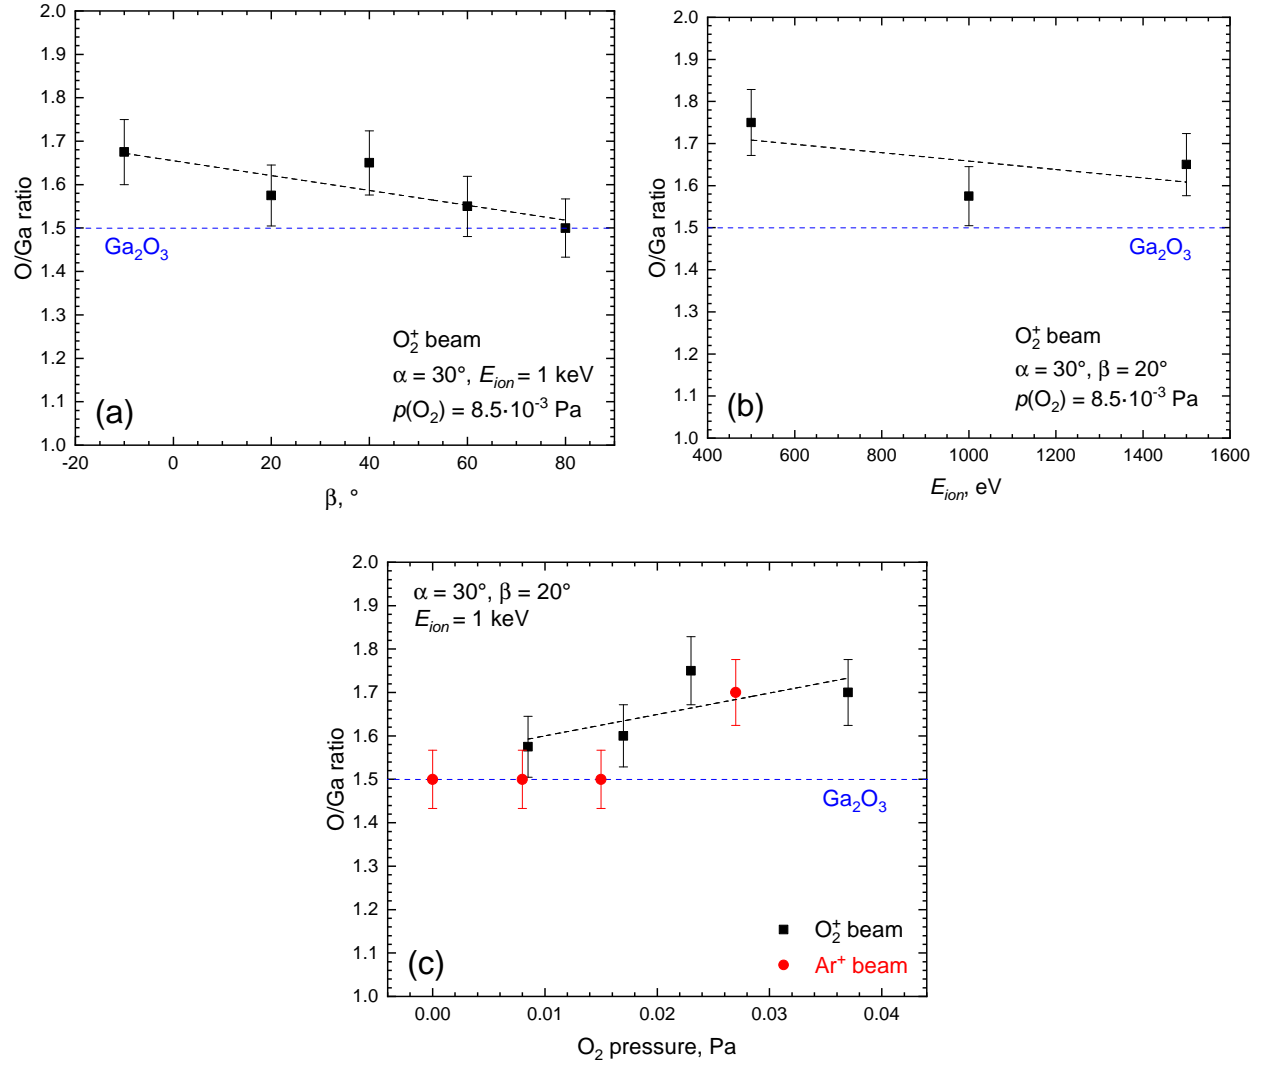 2.0
1.9
1.8
1.7
1.6
1.5
1.4
1.3
1.2
1.1
1.0
O/Ga ratio
Ga₂O₃
O₂⁺ beam
α = 30°, E_ion = 1 keV
p(O₂) = 8.5·10⁻³ Pa
(a)
-20 0 20 40 60 80
β, °
2.0
1.9
1.8
1.7
1.6
1.5
1.4
1.3
1.2
1.1
1.0
O/Ga ratio
Ga₂O₃
O₂⁺ beam
α = 30°, β = 20°
p(O₂) = 8.5·10⁻³ Pa
(b)
400 600 800 1000 1200 1400 1600
E_ion, eV
2.0
1.9
1.8
1.7
1.6
1.5
1.4
1.3
1.2
1.1
1.0
O/Ga ratio
α = 30°, β = 20°
E_ion = 1 keV
Ga₂O₃
O₂⁺ beam
Ar⁺ beam
(c)
0.00 0.01 0.02 0.03 0.04
O₂ pressure, Pa